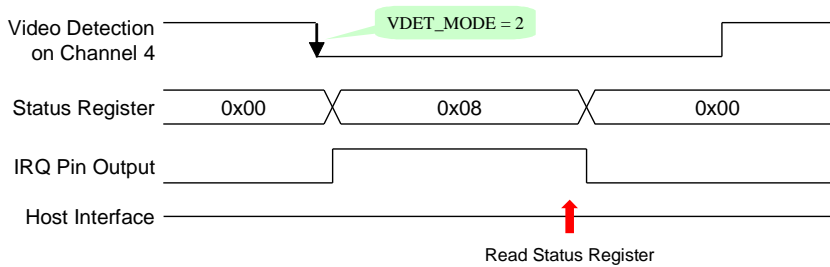 VDET_MODE = 2
Video Detection
on Channel 4
Status Register
0x00
0x08
0x00
IRQ Pin Output
Host Interface
Read Status Register